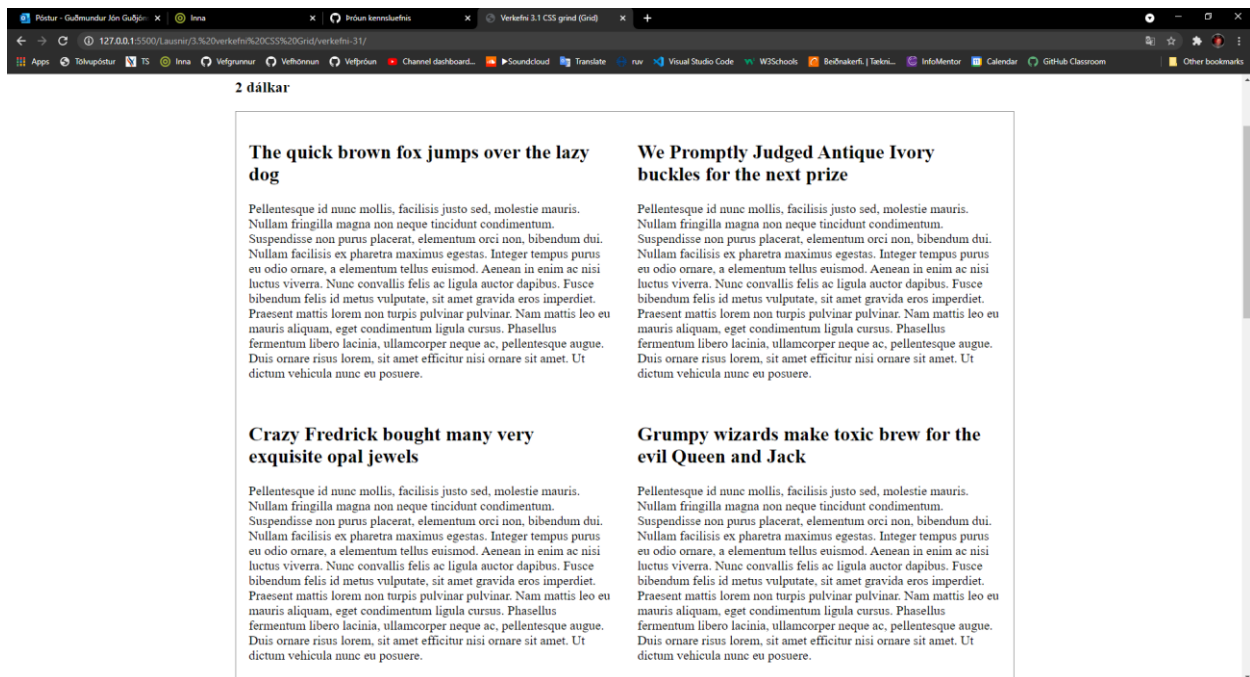 Póstur - Guðmundur Jón Guðjón
Inna
Þróun kennsluefnis
Verkefni 3.1 CSS grind (Grid)
127.0.0.1:5500/Lausnir/3.%20verkefni%20CSS%20Grid/verkefni-31/
Apps Tölvupóstur TS Inna Vefgrunnur Vefhönnun Vefþróun Channel dashboard... ▶Soundcloud Translate ruv Visual Studio Code W3Schools Beiðnakerfi. | Tækni... InfoMentor Calendar GitHub Classroom Other bookmarks
2 dálkar
The quick brown fox jumps over the lazy
dog
Pellentesque id nunc mollis, facilisis justo sed, molestie mauris.
Nullam fringilla magna non neque tincidunt condimentum.
Suspendisse non purus placerat, elementum orci non, bibendum dui.
Nullam facilisis ex pharetra maximus egestas. Integer tempus purus
eu odio ornare, a elementum tellus euismod. Aenean in enim ac nisi
luctus viverra. Nunc convallis felis ac ligula auctor dapibus. Fusce
bibendum felis id metus vulputate, sit amet gravida eros imperdiet.
Praesent mattis lorem non turpis pulvinar pulvinar. Nam mattis leo eu
mauris aliquam, eget condimentum ligula cursus. Phasellus
fermentum libero lacinia, ullamcorper neque ac, pellentesque augue.
Duis ornare risus lorem, sit amet efficitur nisi ornare sit amet. Ut
dictum vehicula nunc eu posuere.
We Promptly Judged Antique Ivory
buckles for the next prize
Pellentesque id nunc mollis, facilisis justo sed, molestie mauris.
Nullam fringilla magna non neque tincidunt condimentum.
Suspendisse non purus placerat, elementum orci non, bibendum dui.
Nullam facilisis ex pharetra maximus egestas. Integer tempus purus
eu odio ornare, a elementum tellus euismod. Aenean in enim ac nisi
luctus viverra. Nunc convallis felis ac ligula auctor dapibus. Fusce
bibendum felis id metus vulputate, sit amet gravida eros imperdiet.
Praesent mattis lorem non turpis pulvinar pulvinar. Nam mattis leo eu
mauris aliquam, eget condimentum ligula cursus. Phasellus
fermentum libero lacinia, ullamcorper neque ac, pellentesque augue.
Duis ornare risus lorem, sit amet efficitur nisi ornare sit amet. Ut
dictum vehicula nunc eu posuere.
Crazy Fredrick bought many very
exquisite opal jewels
Pellentesque id nunc mollis, facilisis justo sed, molestie mauris.
Nullam fringilla magna non neque tincidunt condimentum.
Suspendisse non purus placerat, elementum orci non, bibendum dui.
Nullam facilisis ex pharetra maximus egestas. Integer tempus purus
eu odio ornare, a elementum tellus euismod. Aenean in enim ac nisi
luctus viverra. Nunc convallis felis ac ligula auctor dapibus. Fusce
bibendum felis id metus vulputate, sit amet gravida eros imperdiet.
Praesent mattis lorem non turpis pulvinar pulvinar. Nam mattis leo eu
mauris aliquam, eget condimentum ligula cursus. Phasellus
fermentum libero lacinia, ullamcorper neque ac, pellentesque augue.
Duis ornare risus lorem, sit amet efficitur nisi ornare sit amet. Ut
dictum vehicula nunc eu posuere.
Grumpy wizards make toxic brew for the
evil Queen and Jack
Pellentesque id nunc mollis, facilisis justo sed, molestie mauris.
Nullam fringilla magna non neque tincidunt condimentum.
Suspendisse non purus placerat, elementum orci non, bibendum dui.
Nullam facilisis ex pharetra maximus egestas. Integer tempus purus
eu odio ornare, a elementum tellus euismod. Aenean in enim ac nisi
luctus viverra. Nunc convallis felis ac ligula auctor dapibus. Fusce
bibendum felis id metus vulputate, sit amet gravida eros imperdiet.
Praesent mattis lorem non turpis pulvinar pulvinar. Nam mattis leo eu
mauris aliquam, eget condimentum ligula cursus. Phasellus
fermentum libero lacinia, ullamcorper neque ac, pellentesque augue.
Duis ornare risus lorem, sit amet efficitur nisi ornare sit amet. Ut
dictum vehicula nunc eu posuere.